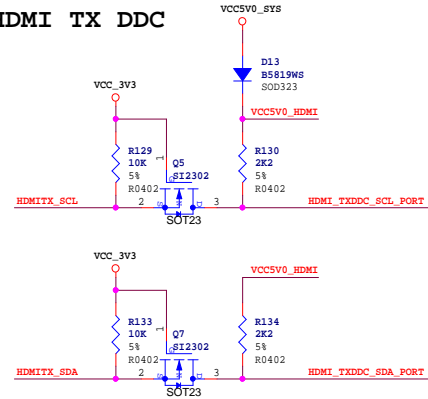 HDMI TX DDC
VCC5V0_SYS
D13
B5819WS
SOD323
VCC_3V3
VCC5V0_HDMI
R129
10K
5%
R0402
1
Q5
SI2302
G
R130
2K2
5%
R0402
HDMITX_SCL
2
S
N
D
3
HDMI_TXDDC_SCL_PORT
SOT23
VCC_3V3
VCC5V0_HDMI
R133
10K
5%
R0402
1
Q7
SI2302
G
R134
2K2
5%
R0402
HDMITX_SDA
2
S
N
D
3
HDMI_TXDDC_SDA_PORT
SOT23